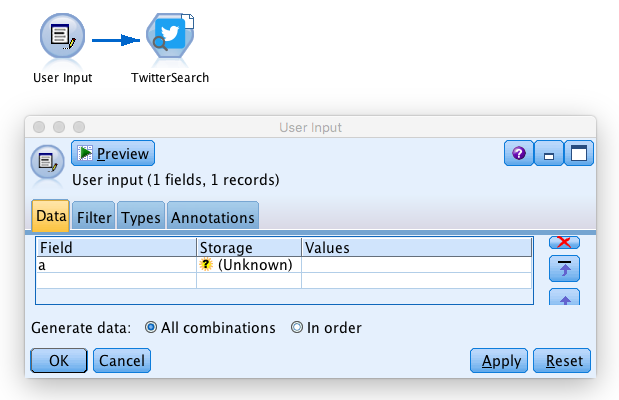 User Input
TwitterSearch
User Input
Preview
?
User input (1 fields, 1 records)
Data Filter Types Annotations
Field Storage Values
a ? (Unknown)
Generate data: All combinations In order
OK Cancel Apply Reset